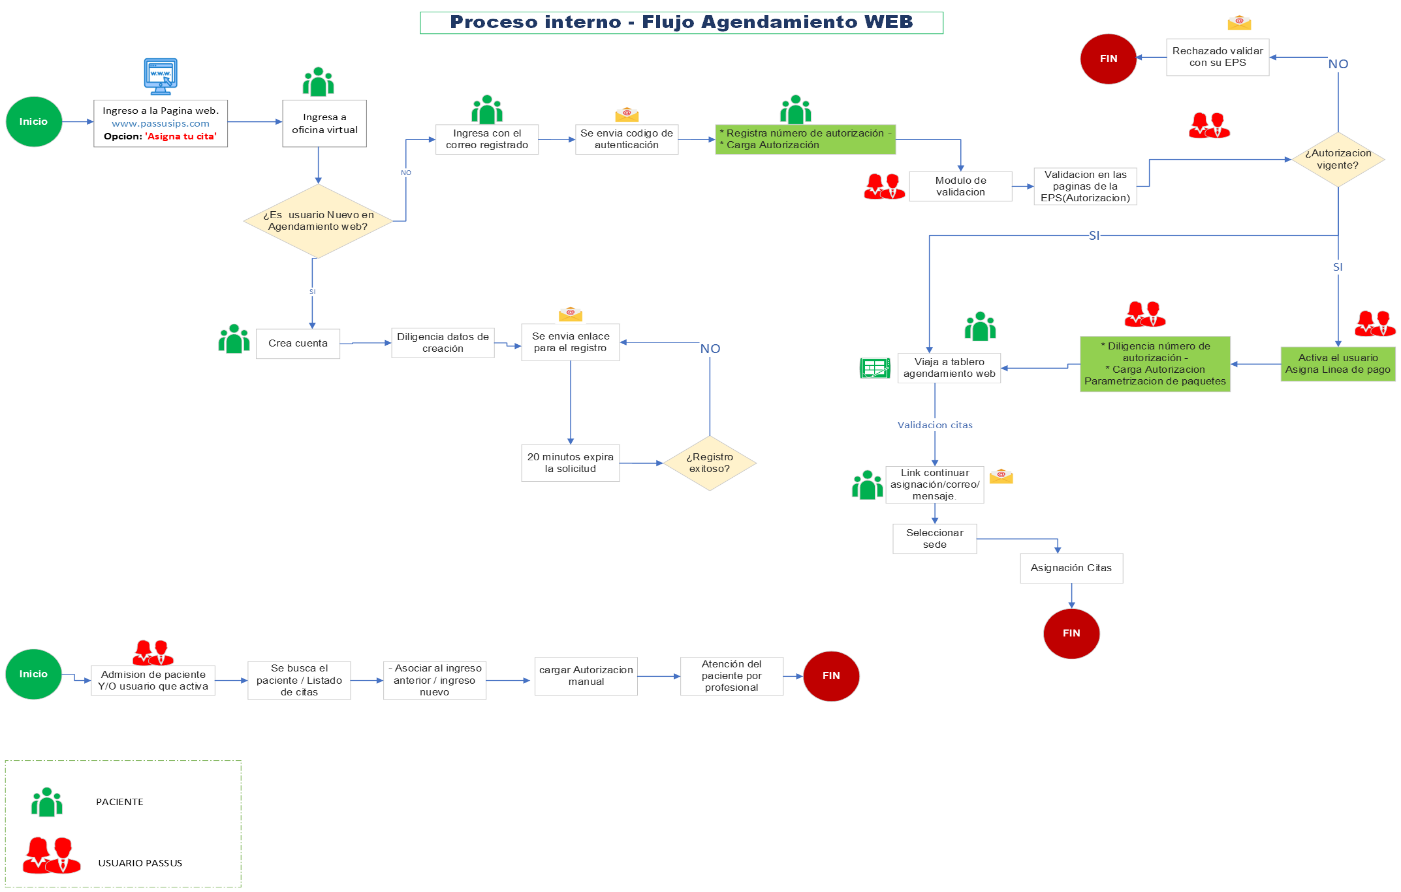 Proceso interno - Flujo Agendamiento WEB
Inicio
Ingreso a la Pagina web.
www.passusips.com
Opcion: 'Asigna tu cita'
Ingresa a
oficina virtual
¿Es usuario Nuevo en
Agendamiento web?
NO
Ingresa con el
correo registrado
Se envia codigo de
autenticación
* Registra número de autorización -
* Carga Autorización
Modulo de
validacion
Validacion en las
paginas de la
EPS(Autorizacion)
¿Autorizacion
vigente?
NO
Rechazado validar
con su EPS
FIN
SI
SI
Activa el usuario
Asigna Linea de pago
* Diligencia número de
autorización -
* Carga Autorizacion
Parametrizacion de paquetes
Viaja a tablero
agendamiento web
Validacion citas
Link continuar
asignación/correo/
mensaje.
Seleccionar
sede
Asignación Citas
FIN
SI
Crea cuenta
Diligencia datos de
creación
Se envia enlace
para el registro
20 minutos expira
la solicitud
¿Registro
exitoso?
NO
Inicio
Admision de paciente
Y/O usuario que activa
Se busca el
paciente / Listado
de citas
- Asociar al ingreso
anterior / ingreso
nuevo
cargar Autorizacion
manual
Atención del
paciente por
profesional
FIN
PACIENTE
USUARIO PASSUS